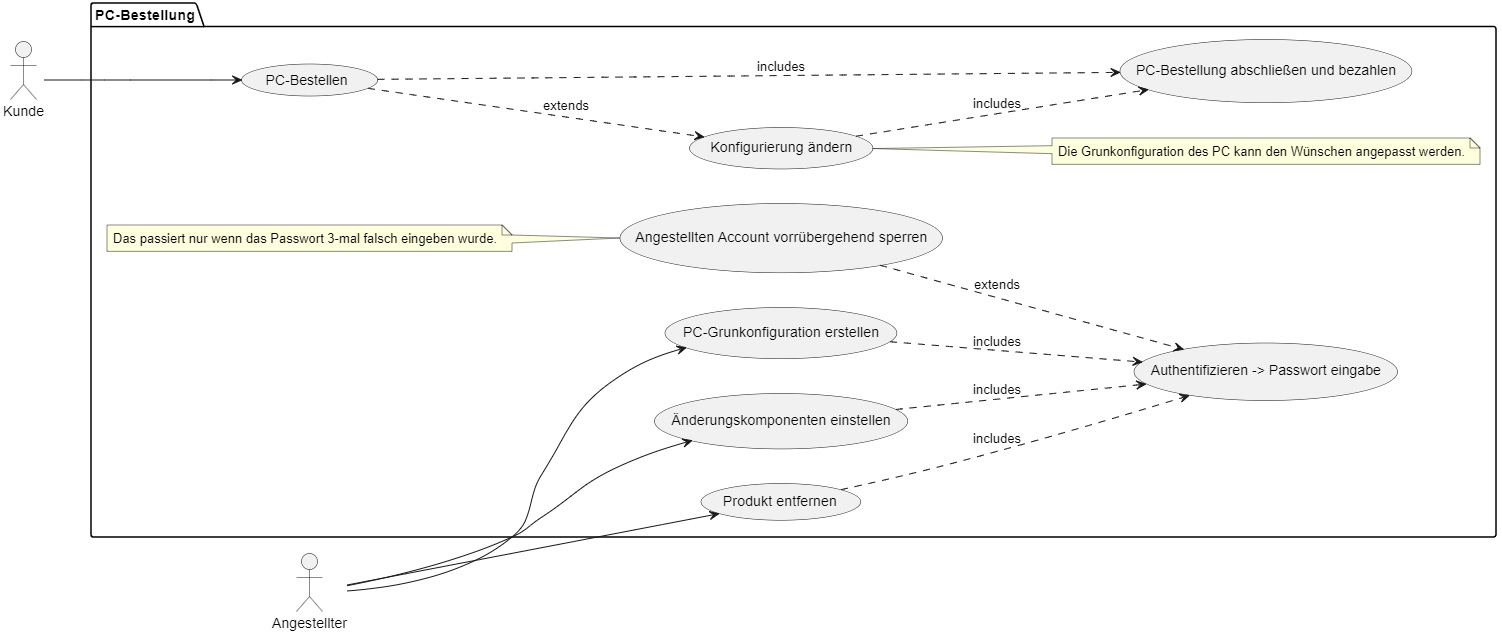 PC-Bestellung
Kunde
PC-Bestellen
includes
PC-Bestellung abschließen und bezahlen
extends
includes
Konfigurierung ändern
Die Grunkonfiguration des PC kann den Wünschen angepasst werden.
Das passiert nur wenn das Passwort 3-mal falsch eingeben wurde.
Angestellten Account vorrübergehend sperren
extends
PC-Grunkonfiguration erstellen
includes
Authentifizieren -> Passwort eingabe
includes
Änderungskomponenten einstellen
includes
Produkt entfernen
Angestellter